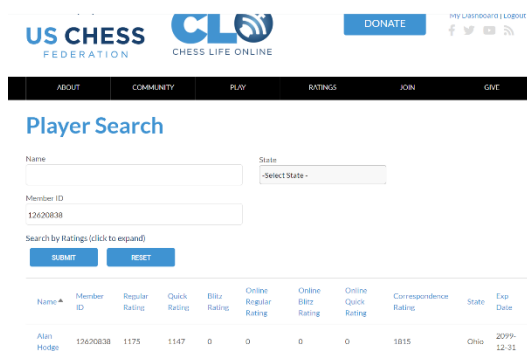 My Dashboard | Logout
US CHESS
FEDERATION
CL
CHESS LIFE ONLINE
DONATE
ABOUT COMMUNITY PLAY RATINGS JOIN GIVE
Player Search
Name State
-Select State -
Member ID
12620838
Search by Ratings (click to expand)
SUBMIT RESET
Name Member ID Regular Rating Quick Rating Blitz Rating Online Regular Rating Online Blitz Rating Online Quick Rating Correspondence Rating State Exp Date
Alan Hodge 12620838 1175 1147 0 0 0 0 1815 Ohio 2099-12-31